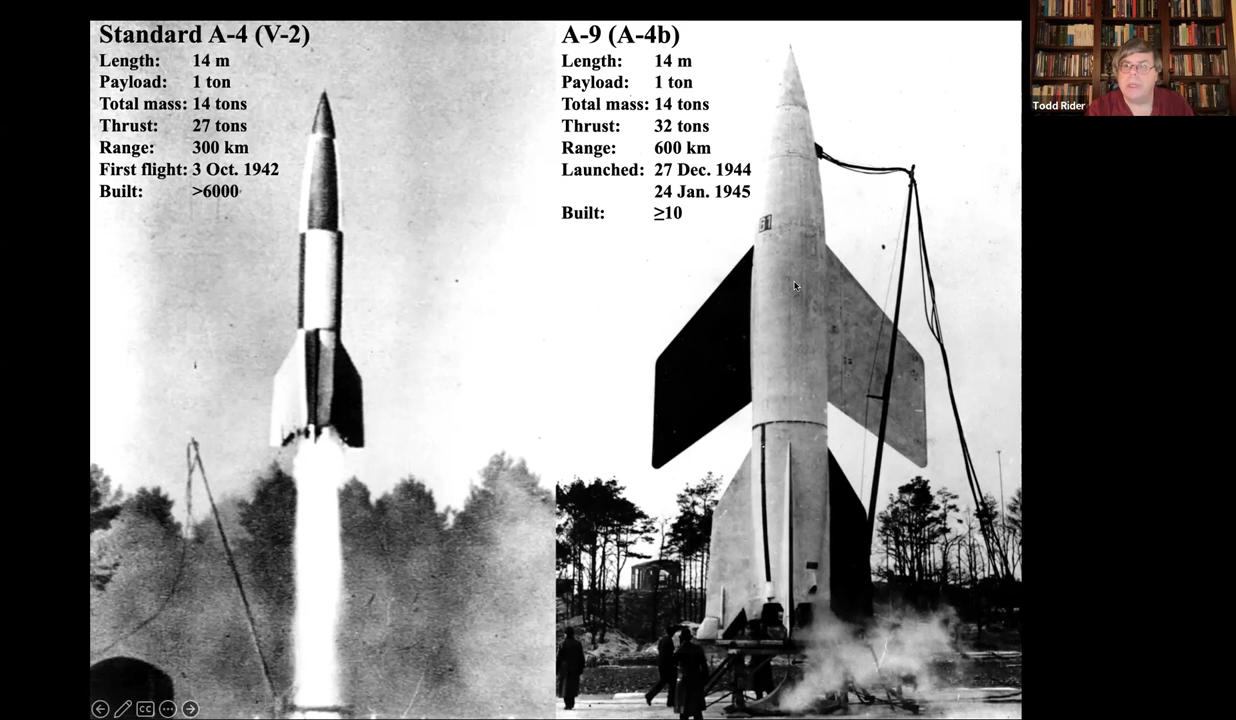 Standard A-4 (V-2)
Length: 14 m
Payload: 1 ton
Total mass: 14 tons
Thrust: 27 tons
Range: 300 km
First flight: 3 Oct. 1942
Built: >6000
A-9 (A-4b)
Length: 14 m
Payload: 1 ton
Total mass: 14 tons
Thrust: 32 tons
Range: 600 km
Launched: 27 Dec. 1944
24 Jan. 1945
Built: ≥10
Todd Rider
CC